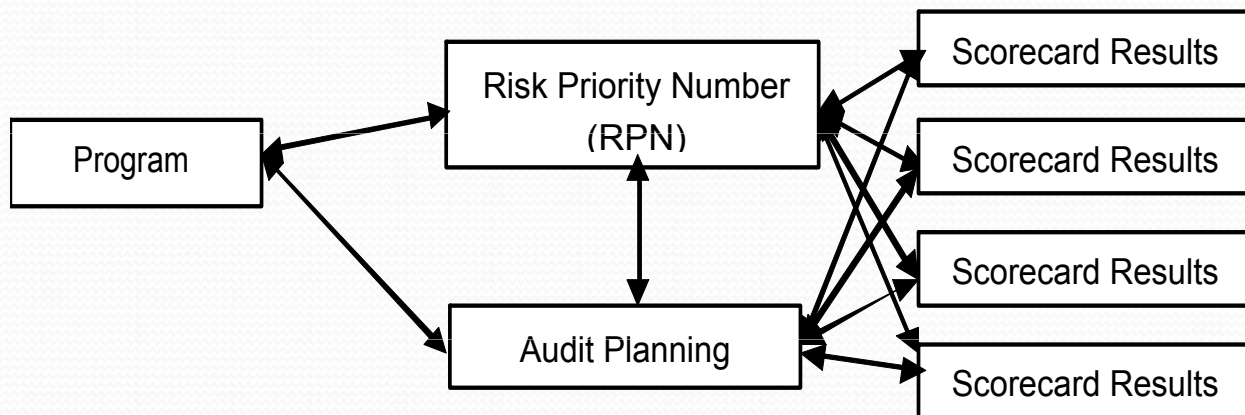 Program
Risk Priority Number
(RPN)
Audit Planning
Scorecard Results
Scorecard Results
Scorecard Results
Scorecard Results